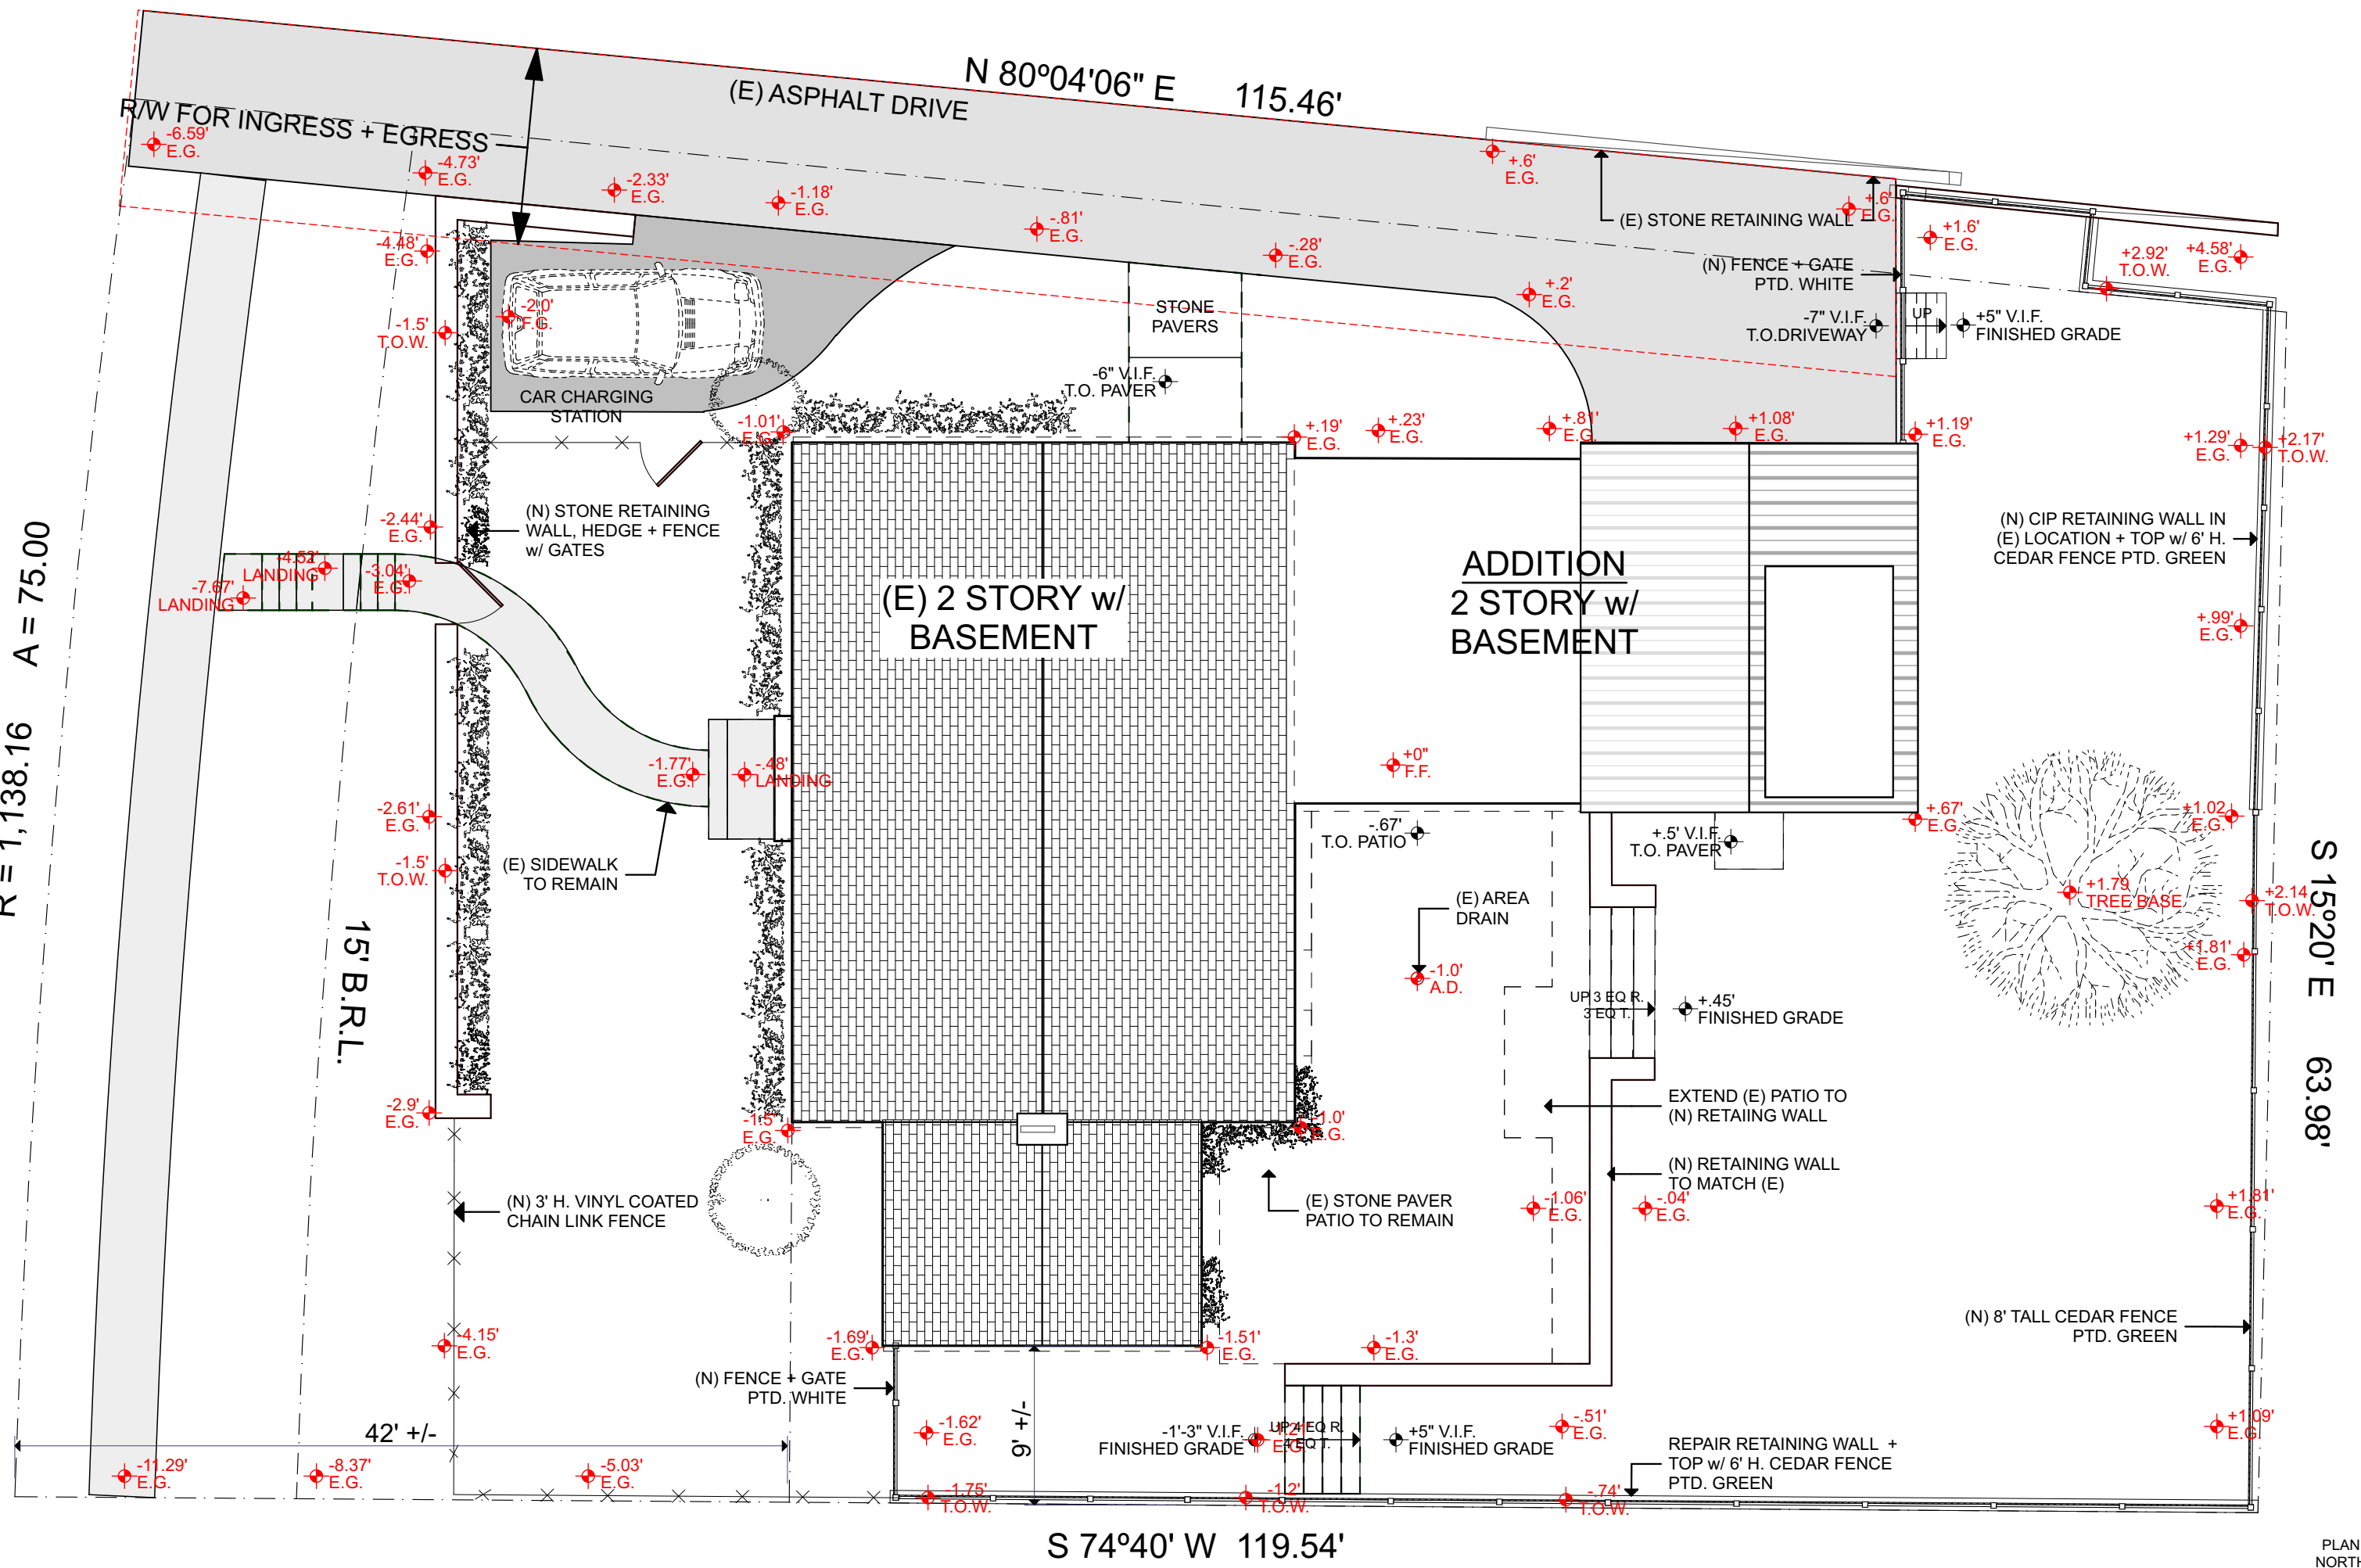 N 80º04'06" E 115.46'
(E) ASPHALT DRIVE
R/W FOR INGRESS + EGRESS
-6.59'
E.G.
-4.73'
E.G.
-2.33'
E.G.
-1.18'
E.G.
-.81'
E.G.
-.28'
E.G.
+.6'
E.G.
+.2'
E.G.
(E) STONE RETAINING WALL
+.6'
E.G.
+1.6'
E.G.
+2.92'
T.O.W.
+4.58'
E.G.
(N) FENCE + GATE
PTD. WHITE
-7" V.I.F.
T.O.DRIVEWAY
UP
+5" V.I.F.
FINISHED GRADE
-4.48'
E.G.
-1.5'
T.O.W.
-2.0'
F.G.
CAR CHARGING
STATION
STONE
PAVERS
-6" V.I.F.
T.O. PAVER
-1.01'
E.G.
+.19'
E.G.
+.23'
E.G.
+.81'
E.G.
+1.08'
E.G.
+1.19'
E.G.
+1.29'
E.G.
+2.17'
T.O.W.
(N) STONE RETAINING
WALL, HEDGE + FENCE
w/ GATES
-2.44'
E.G.
-4.52'
LANDING
-3.04'
E.G.
-7.67'
LANDING
(E) 2 STORY w/
BASEMENT
ADDITION
2 STORY w/
BASEMENT
(N) CIP RETAINING WALL IN
(E) LOCATION + TOP w/ 6' H.
CEDAR FENCE PTD. GREEN
+.99'
E.G.
R = 1,138.16 A = 75.00
-1.77'
E.G.
-.48'
LANDING
+0"
F.F.
-2.61'
E.G.
-1.5'
T.O.W.
(E) SIDEWALK
TO REMAIN
-.67'
T.O. PATIO
+.5' V.I.F.
T.O. PAVER
+.67'
E.G.
+1.02
E.G.
+1.79
TREE BASE
+2.14
T.O.W.
+1.81'
E.G.
S 15º20' E 63.98'
15' B.R.L.
(E) AREA
DRAIN
-1.0'
A.D.
UP 3 EQ R.
3 EQ T.
+.45'
FINISHED GRADE
-2.9'
E.G.
-1.5'
E.G.
-1.0'
E.G.
EXTEND (E) PATIO TO
(N) RETAIING WALL
(N) RETAINING WALL
TO MATCH (E)
(N) 3' H. VINYL COATED
CHAIN LINK FENCE
(E) STONE PAVER
PATIO TO REMAIN
-1.06'
E.G.
-.04'
E.G.
+1.81'
E.G.
-4.15'
E.G.
-1.69'
E.G.
-1.51'
E.G.
-1.3'
E.G.
(N) 8' TALL CEDAR FENCE
PTD. GREEN
(N) FENCE + GATE
PTD. WHITE
42' +/-
-1.62'
E.G.
9' +/-
-1'-3" V.I.F.
FINISHED GRADE
UP 4 EQ R.
4 EQ T.
E.G.
+5" V.I.F.
FINISHED GRADE
-.51'
E.G.
REPAIR RETAINING WALL +
TOP w/ 6' H. CEDAR FENCE
PTD. GREEN
+1.09'
E.G.
-11.29'
E.G.
-8.37'
E.G.
-5.03'
E.G.
-1.75'
T.O.W.
-1.2'
T.O.W.
-.74'
T.O.W.
S 74º40' W 119.54'
PLAN
NORTH